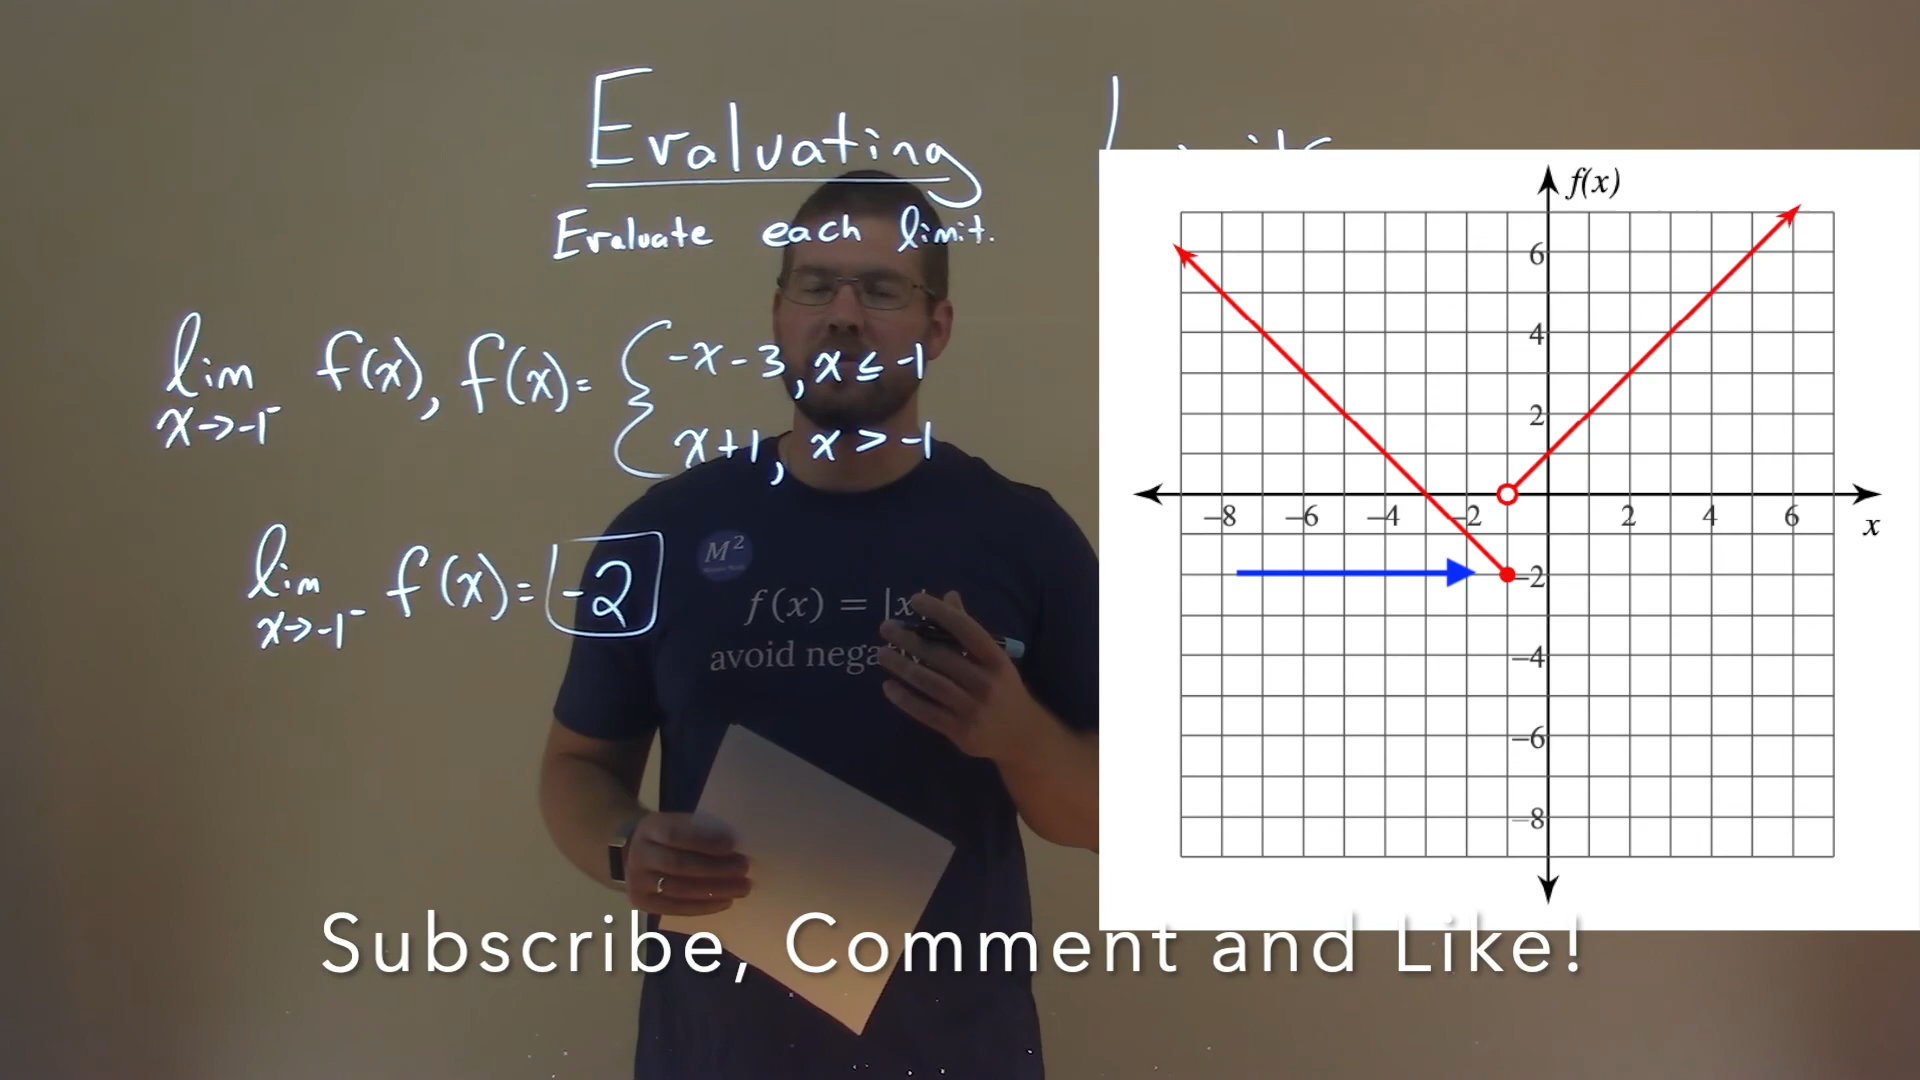 Evaluating
Evaluate each limit.
lim f(x), f(x)= { -x-3, x ≤ -1
x→-1⁻
x+1, x > -1
lim f(x) = -2
x→-1⁻
M²
f(x) = |x
avoid nega
f(x)
6
4
2
-8 -6 -4 -2 2 4 6
x
-2
-4
-6
-8
Subscribe, Comment and Like!